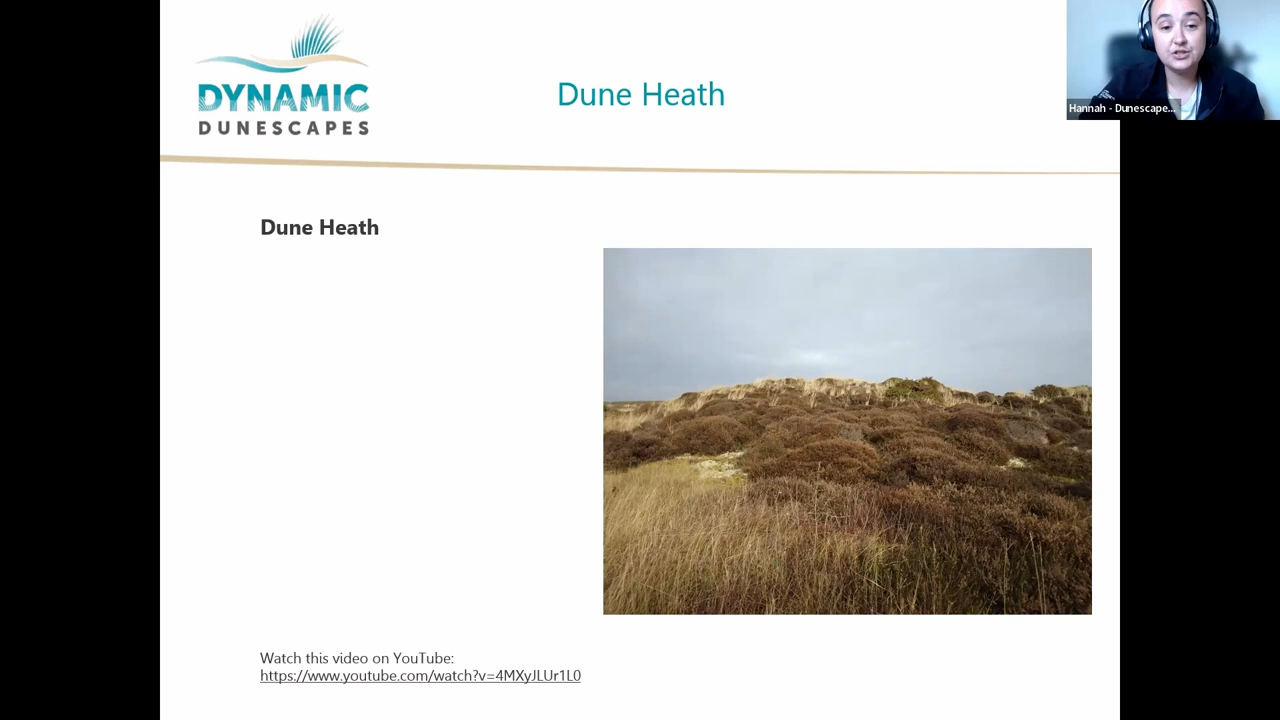 DYNAMIC
DUNESCAPES
Dune Heath
Hannah - Dunescape...
Dune Heath
Watch this video on YouTube:
https://www.youtube.com/watch?v=4MXyJLUr1L0